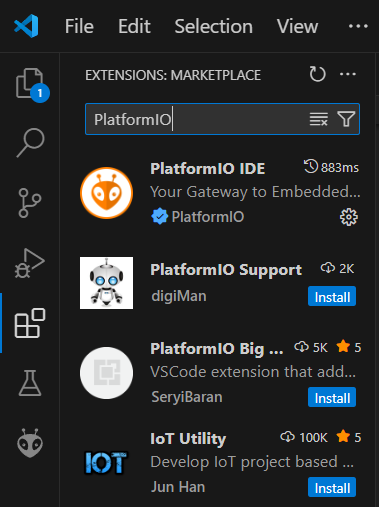 File Edit Selection View ...
EXTENSIONS: MARKETPLACE ...
1
PlatformIO
PlatformIO IDE 883ms
Your Gateway to Embedded...
PlatformIO
PlatformIO Support 2K
digiMan Install
PlatformIO Big ... 5K 5
VSCode extension that add...
SeryiBaran Install
IoT Utility 100K 5
IOT Develop IoT project based ...
Jun Han Install